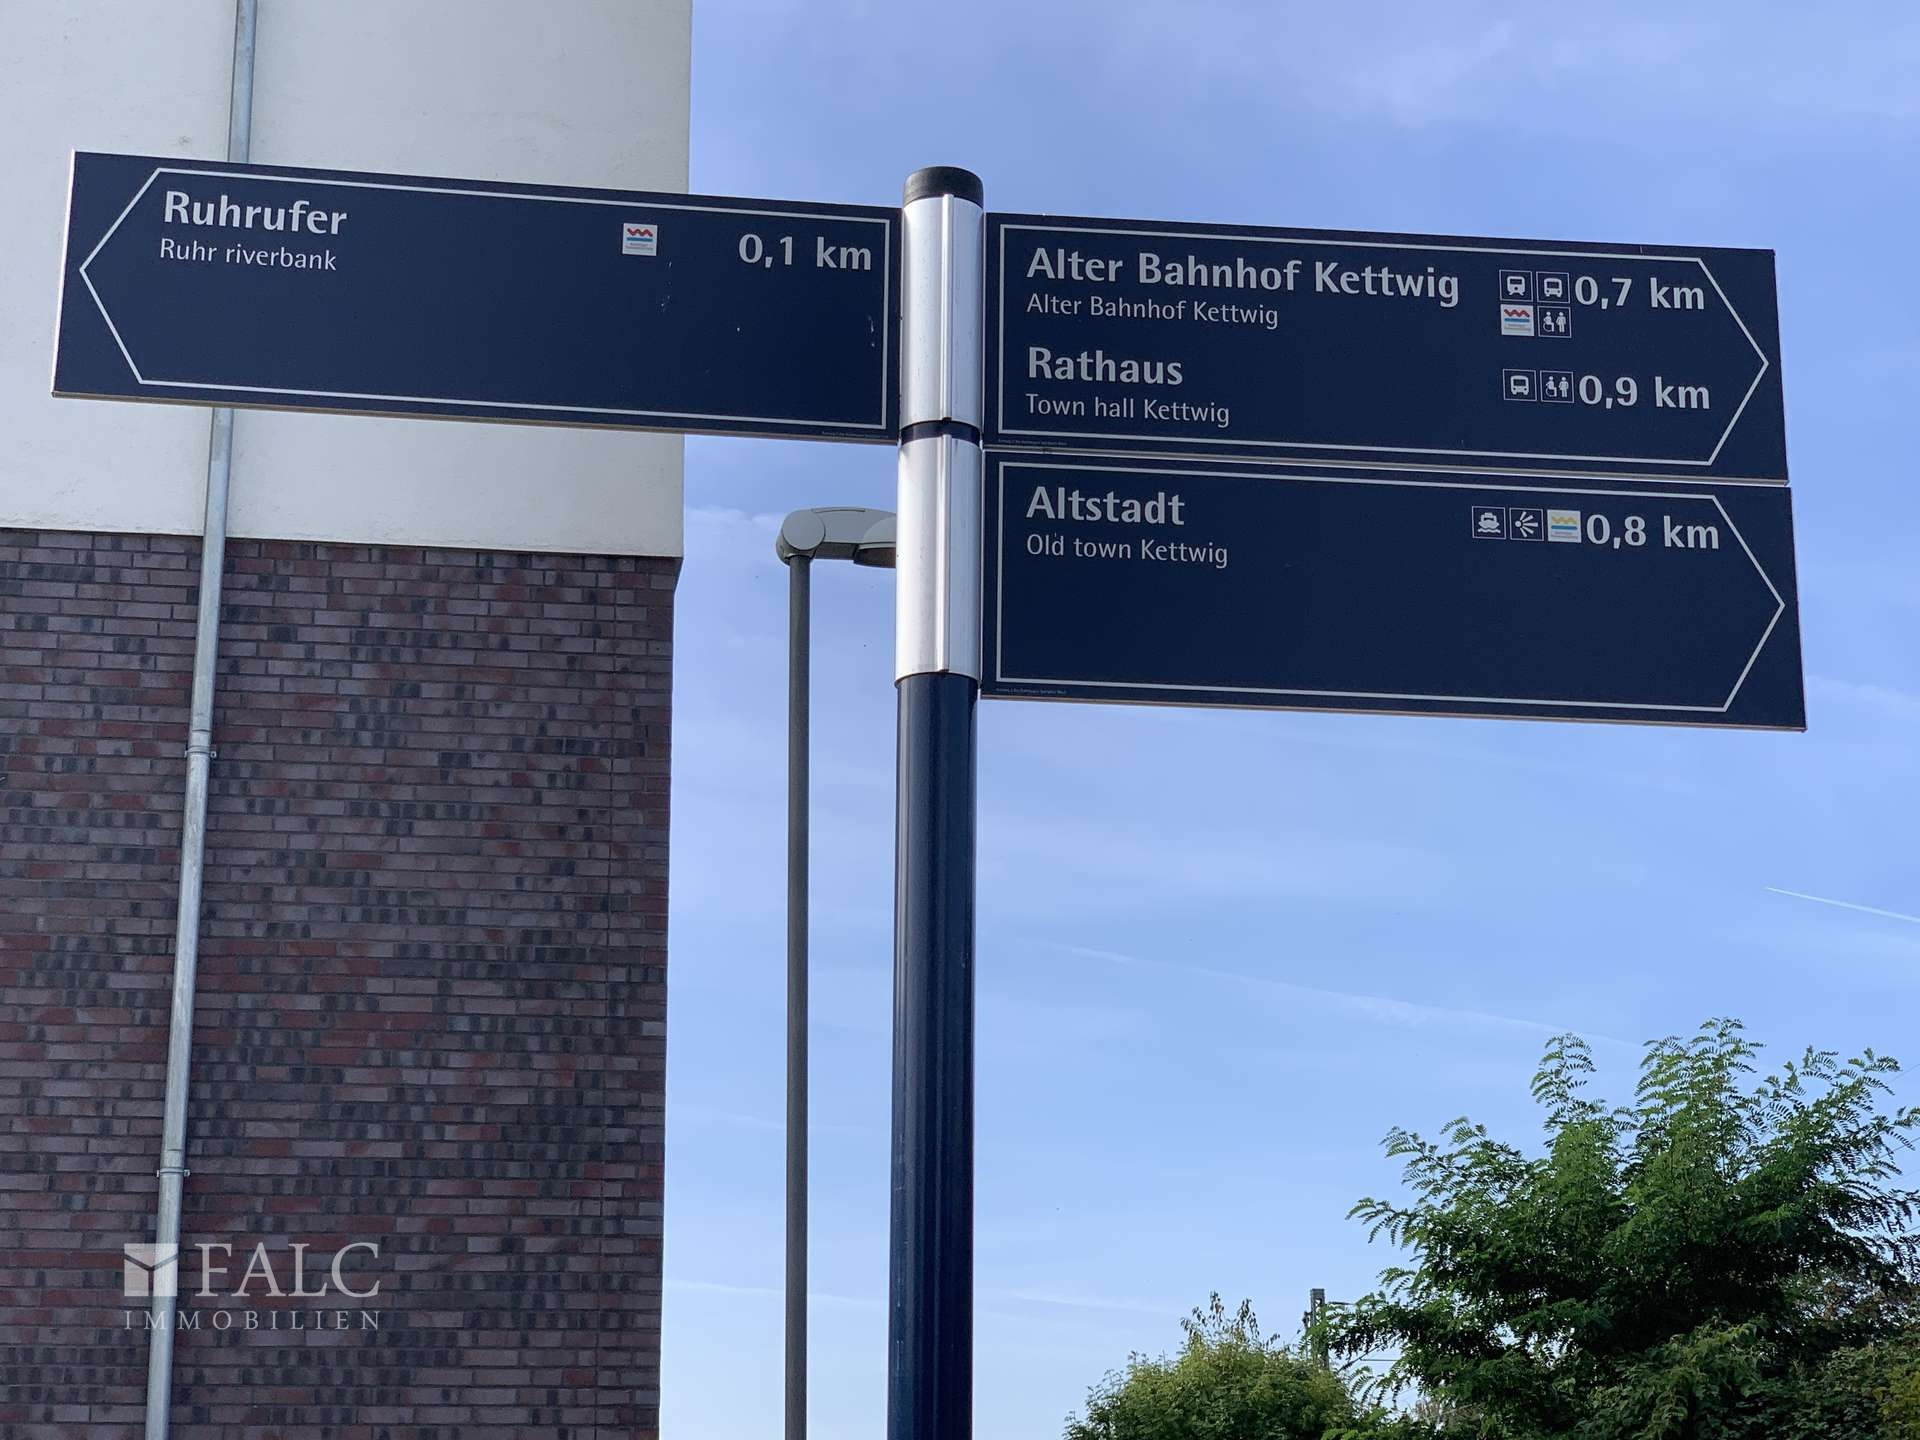 Ruhrufer
Ruhr riverbank
0,1 km
Alter Bahnhof Kettwig
0,7 km
Alter Bahnhof Kettwig
Rathaus
0,9 km
Town hall Kettwig
Altstadt
0,8 km
Old town Kettwig
FALC
IMMOBILIEN